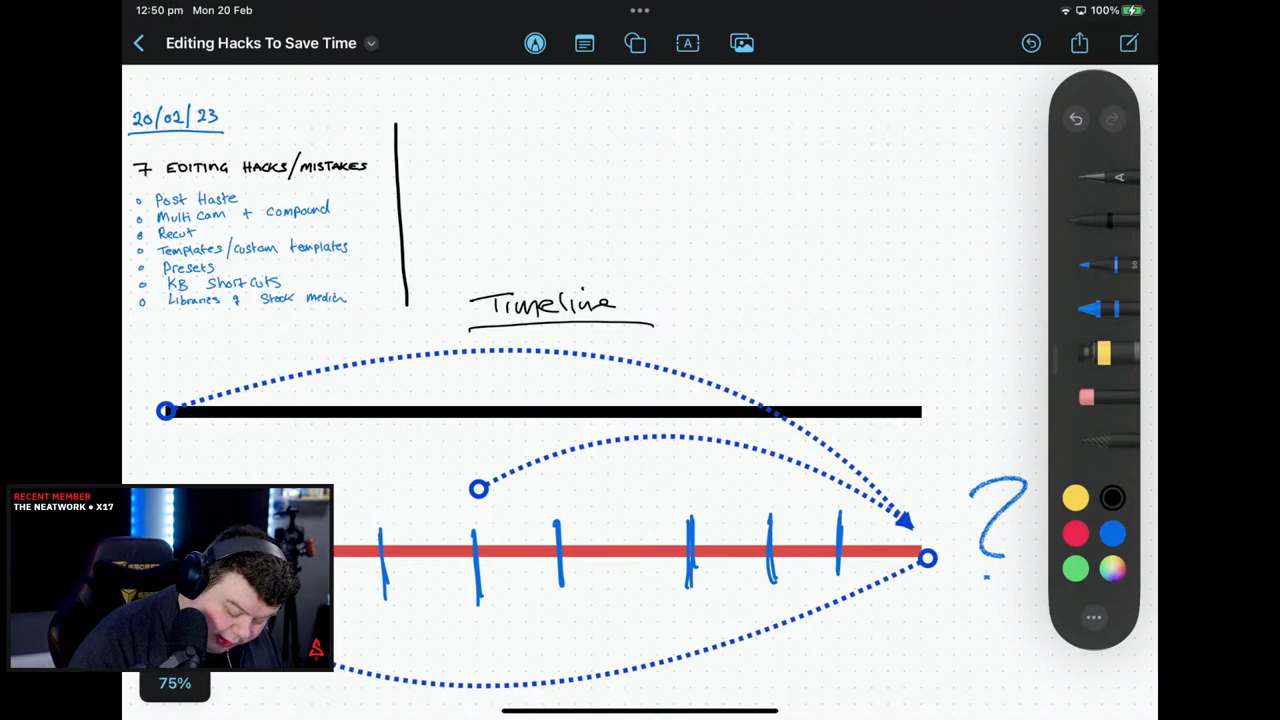 12:50 pm Mon 20 Feb
100%
Editing Hacks To Save Time
A
20/02/23
7 EDITING HACKS/MISTAKES
Post Haste
Multi cam + compound
Recut
Templates/custom templates
Presets
KB Shortcuts
Libraries & Stock media
Timeline
?
A
50
RECENT MEMBER
THE NEATWORK ● X17
75%